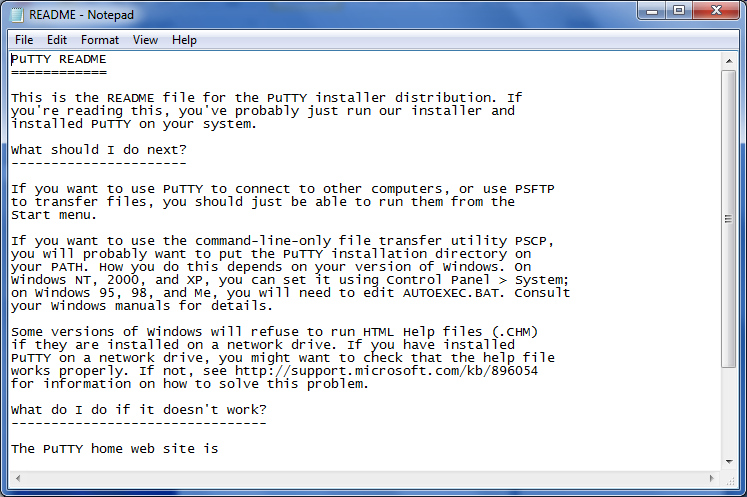 README - Notepad
File Edit Format View Help
PuTTY README
============
This is the README file for the PuTTY installer distribution. If
you're reading this, you've probably just run our installer and
installed PuTTY on your system.
What should I do next?
----------------------
If you want to use PuTTY to connect to other computers, or use PSFTP
to transfer files, you should just be able to run them from the
Start menu.
If you want to use the command-line-only file transfer utility PSCP,
you will probably want to put the PuTTY installation directory on
your PATH. How you do this depends on your version of Windows. On
Windows NT, 2000, and XP, you can set it using Control Panel > System;
on Windows 95, 98, and Me, you will need to edit AUTOEXEC.BAT. Consult
your Windows manuals for details.
Some versions of Windows will refuse to run HTML Help files (.CHM)
if they are installed on a network drive. If you have installed
PuTTY on a network drive, you might want to check that the help file
works properly. If not, see http://support.microsoft.com/kb/896054
for information on how to solve this problem.
What do I do if it doesn't work?
--------------------------------
The PuTTY home web site is